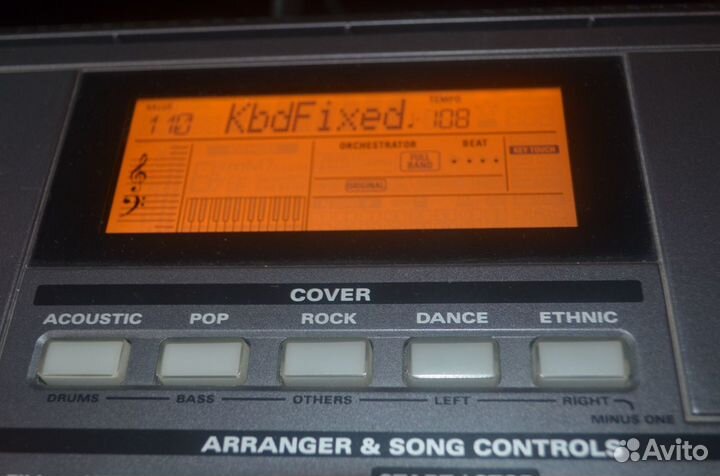 VALUE TEMPO
110 KbdFixed. 108
ORCHESTRATOR BEAT KEY TOUCH
FULL BAND
ORIGINAL
COVER
ACOUSTIC POP ROCK DANCE ETHNIC
DRUMS BASS OTHERS LEFT RIGHT
MINUS ONE
ARRANGER & SONG CONTROLS
Avito